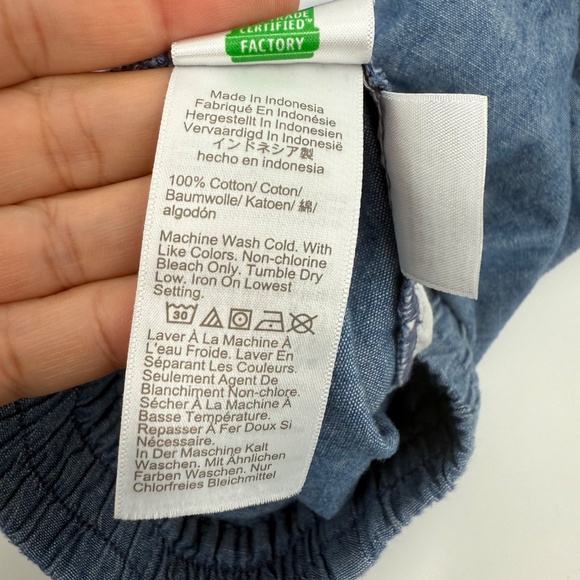 TRADE
CERTIFIED™
FACTORY
Made In Indonesia
Fabriqué En Indonésie
Hergestellt In Indonesien
Vervaardigd In Indonesië
インドネシア製
hecho en indonesia
100% Cotton/ Coton/
Baumwolle/ Katoen/ 綿/
algodón
Machine Wash Cold. With
Like Colors. Non-chlorine
Bleach Only. Tumble Dry
Low. Iron On Lowest
Setting.
30
Laver À La Machine À
L'eau Froide. Laver En
Séparant Les Couleurs.
Seulement Agent De
Blanchiment Non-chlore.
Sécher À La Machine À
Basse Température.
Repasser À Fer Doux Si
Nécessaire.
In Der Maschine Kalt
Waschen. Mit Ähnlichen
Farben Waschen. Nur
Chlorfreies Bleichmittel